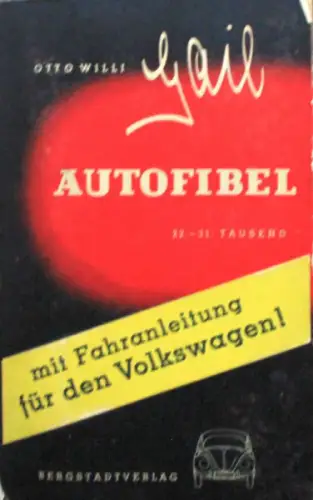 OTTO WILLI Gail
AUTOFIBEL
TAUSEND
mit Fahranleitung
für den Volkswagen!
BERGSTADTVERLAG